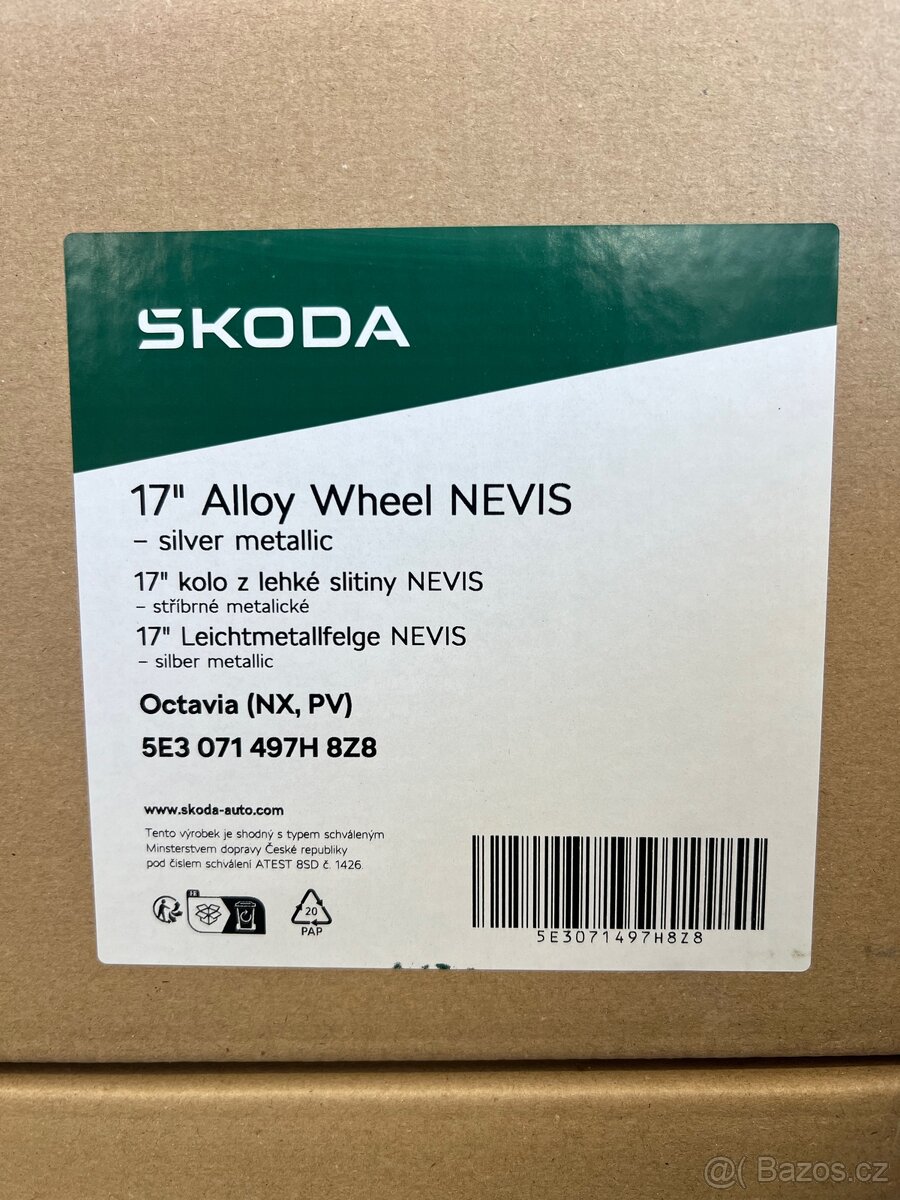 SKODA
17" Alloy Wheel NEVIS
– silver metallic
17" kolo z lehké slitiny NEVIS
– stříbrné metalické
17" Leichtmetallfelge NEVIS
– silber metallic
Octavia (NX, PV)
5E3 071 497H 8Z8
www.skoda-auto.com
Tento výrobek je shodný s typem schváleným
Minsterstvem dopravy České republiky
pod číslem schválení ATEST 8SD č. 1426.
FR
20
PAP
5E3071497H8Z8
@( Bazoš.cz